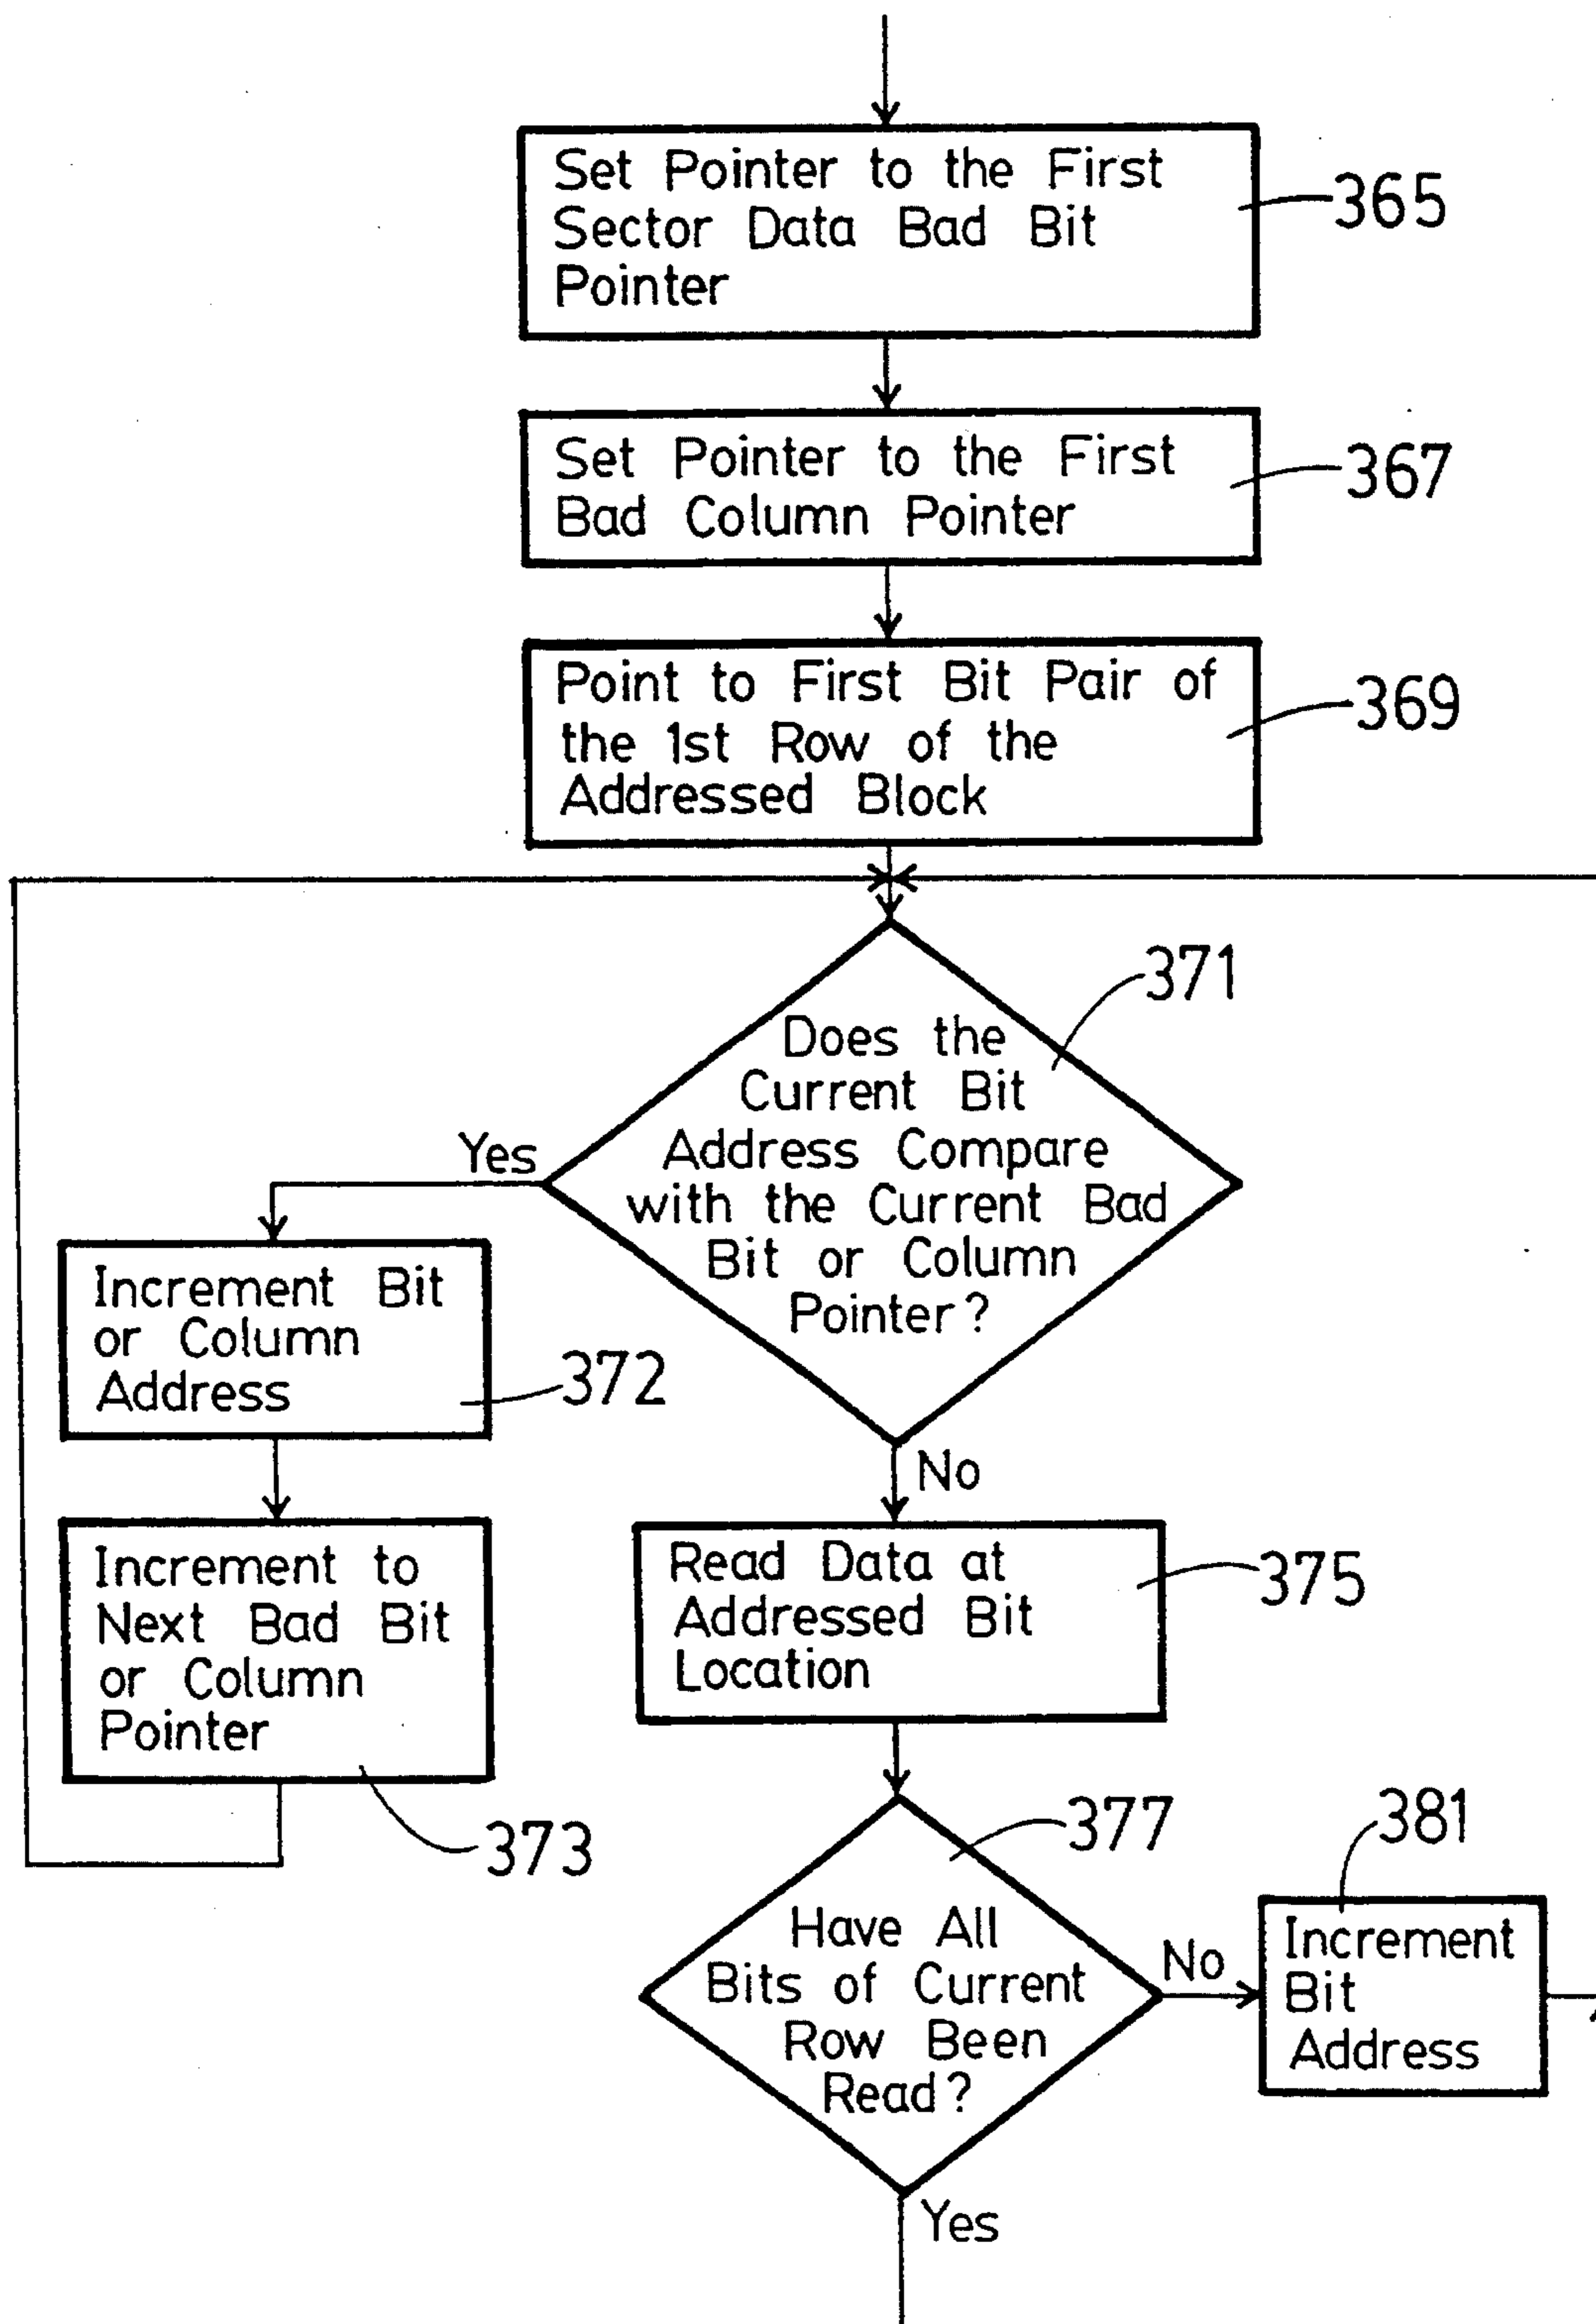 Set Pointer to the First
Sector Data Bad Bit
Pointer
365
Set Pointer to the First
Bad Column Pointer
367
Point to First Bit Pair of
the 1st Row of the
Addressed Block
369
371
Does the
Current Bit
Address Compare
with the Current Bad
Bit or Column
Pointer?
Yes
Increment Bit
or Column
Address
372
No
Increment to
Next Bad Bit
or Column
Pointer
373
Read Data at
Addressed Bit
Location
375
377
Have All
Bits of Current
Row Been
Read?
No
381
Increment
Bit
Address
Yes